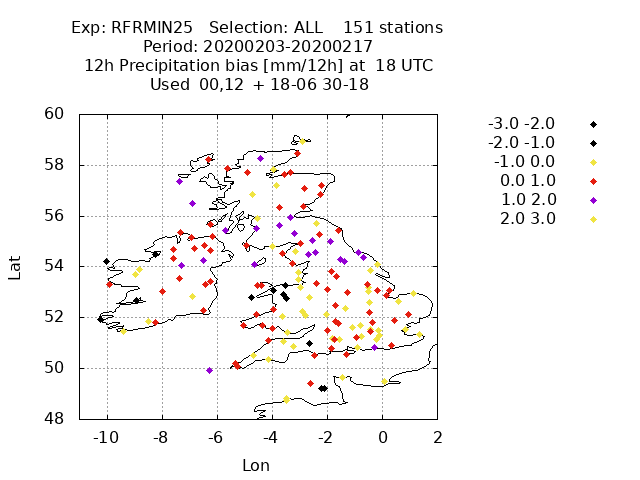 Exp: RFRMIN25 Selection: ALL 151 stations
Period: 20200203-20200217
12h Precipitation bias [mm/12h] at 18 UTC
Used 00,12 + 18-06 30-18
60
58
56
54
52
50
48
Lat
-10 -8 -6 -4 -2 0 2
Lon
-3.0 -2.0
-2.0 -1.0
-1.0 0.0
0.0 1.0
1.0 2.0
2.0 3.0